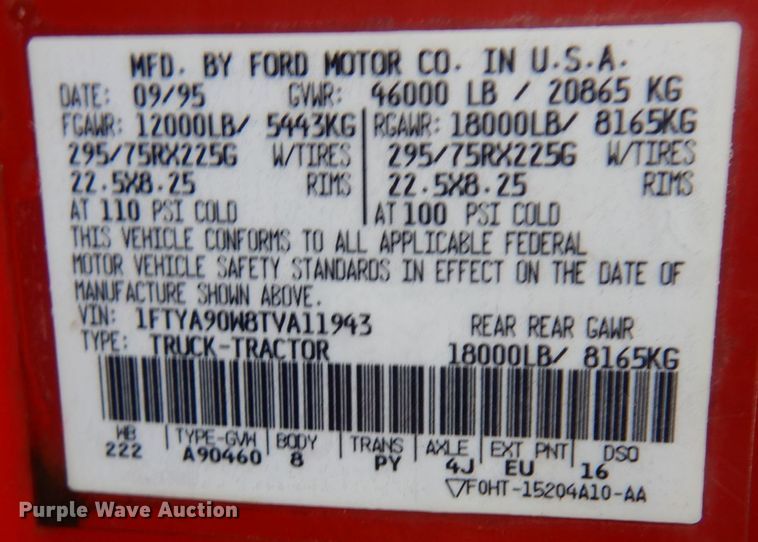 MFD. BY FORD MOTOR CO. IN U.S.A.
DATE: 09/95 GVWR: 46000 LB / 20865 KG
FGAWR: 12000LB/ 5443KG RGAWR: 18000LB/ 8165KG
295/75RX225G W/TIRES 295/75RX225G W/TIRES
22.5X8.25 RIMS 22.5X8.25 RIMS
AT 110 PSI COLD AT 100 PSI COLD
THIS VEHICLE CONFORMS TO ALL APPLICABLE FEDERAL
MOTOR VEHICLE SAFETY STANDARDS IN EFFECT ON THE DATE OF
MANUFACTURE SHOWN ABOVE.
VIN: 1FTYA90W8TVA11943 REAR REAR GAWR
TYPE: TRUCK-TRACTOR 18000LB/ 8165KG
WB TYPE-GVW BODY TRANS AXLE EXT PNT DSO
222 A90460 8 PY 4J EU 16
F0HT-15204A10-AA
Purple Wave Auction